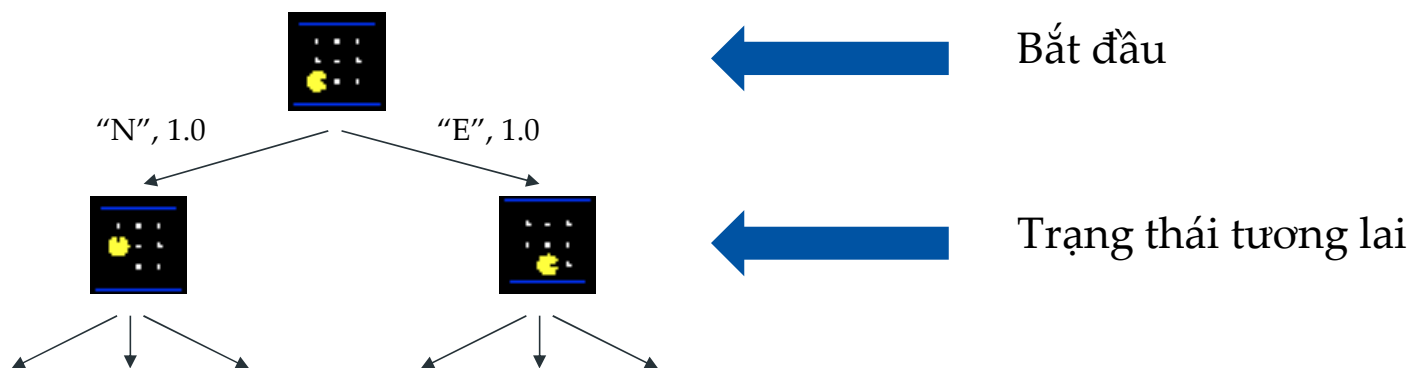 Bắt đầu
“N”, 1.0
“E”, 1.0
Trạng thái tương lai